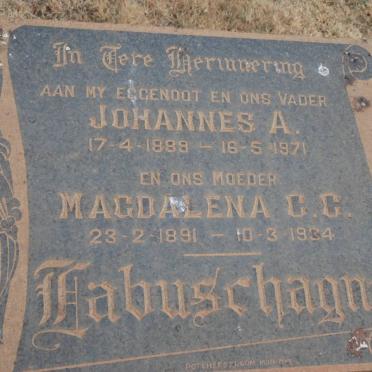 In Tere Herinnering
AAN MY EGGENOOT EN ONS VADER
JOHANNES A.
17-4-1889 – 16-5-1971
EN ONS MOEDER
MAGDALENA C.C.
23-2-1891 – 10-3-1984
Labuschagn